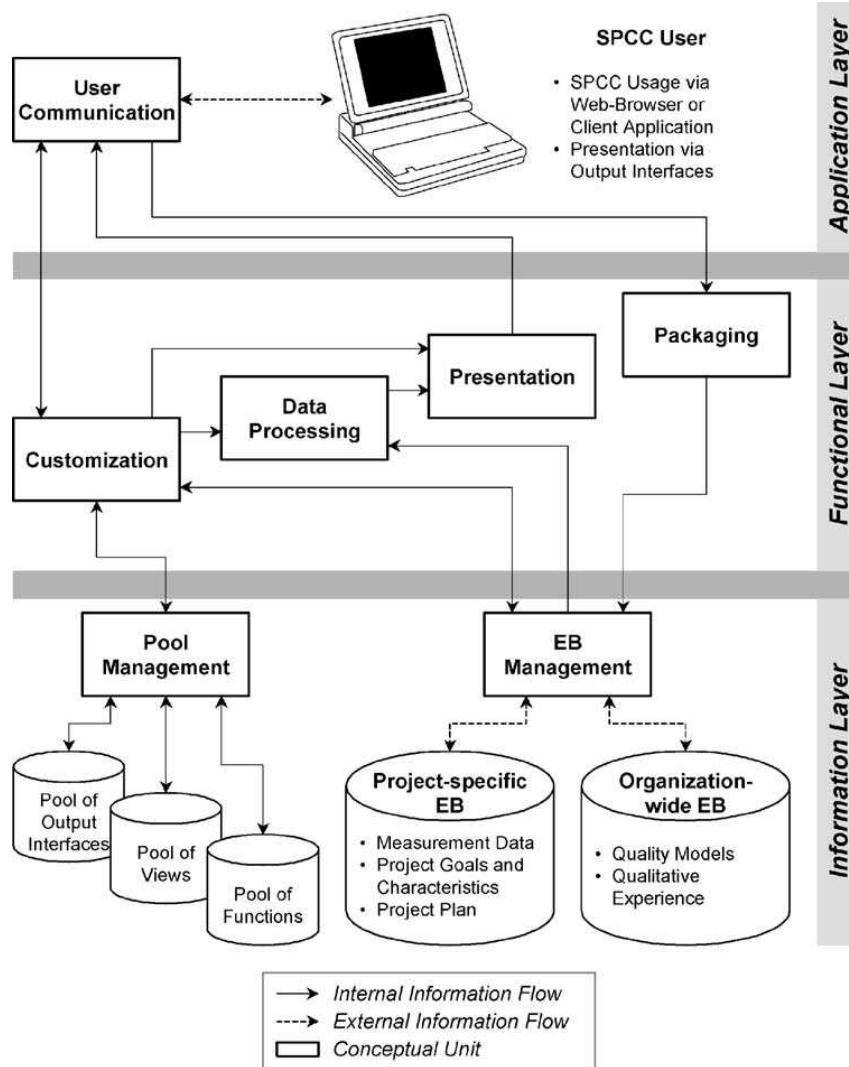 User
Communication
SPCC User
• SPCC Usage via
Web-Browser or
Client Application
• Presentation via
Output Interfaces
Application Layer
Packaging
Presentation
Data
Processing
Customization
Functional Layer
Pool
Management
EB
Management
Pool of
Output
Interfaces
Pool of
Views
Pool of
Functions
Project-specific
EB
• Measurement Data
• Project Goals and
Characteristics
• Project Plan
Organization-
wide EB
• Quality Models
• Qualitative
Experience
Information Layer
Internal Information Flow
External Information Flow
Conceptual Unit